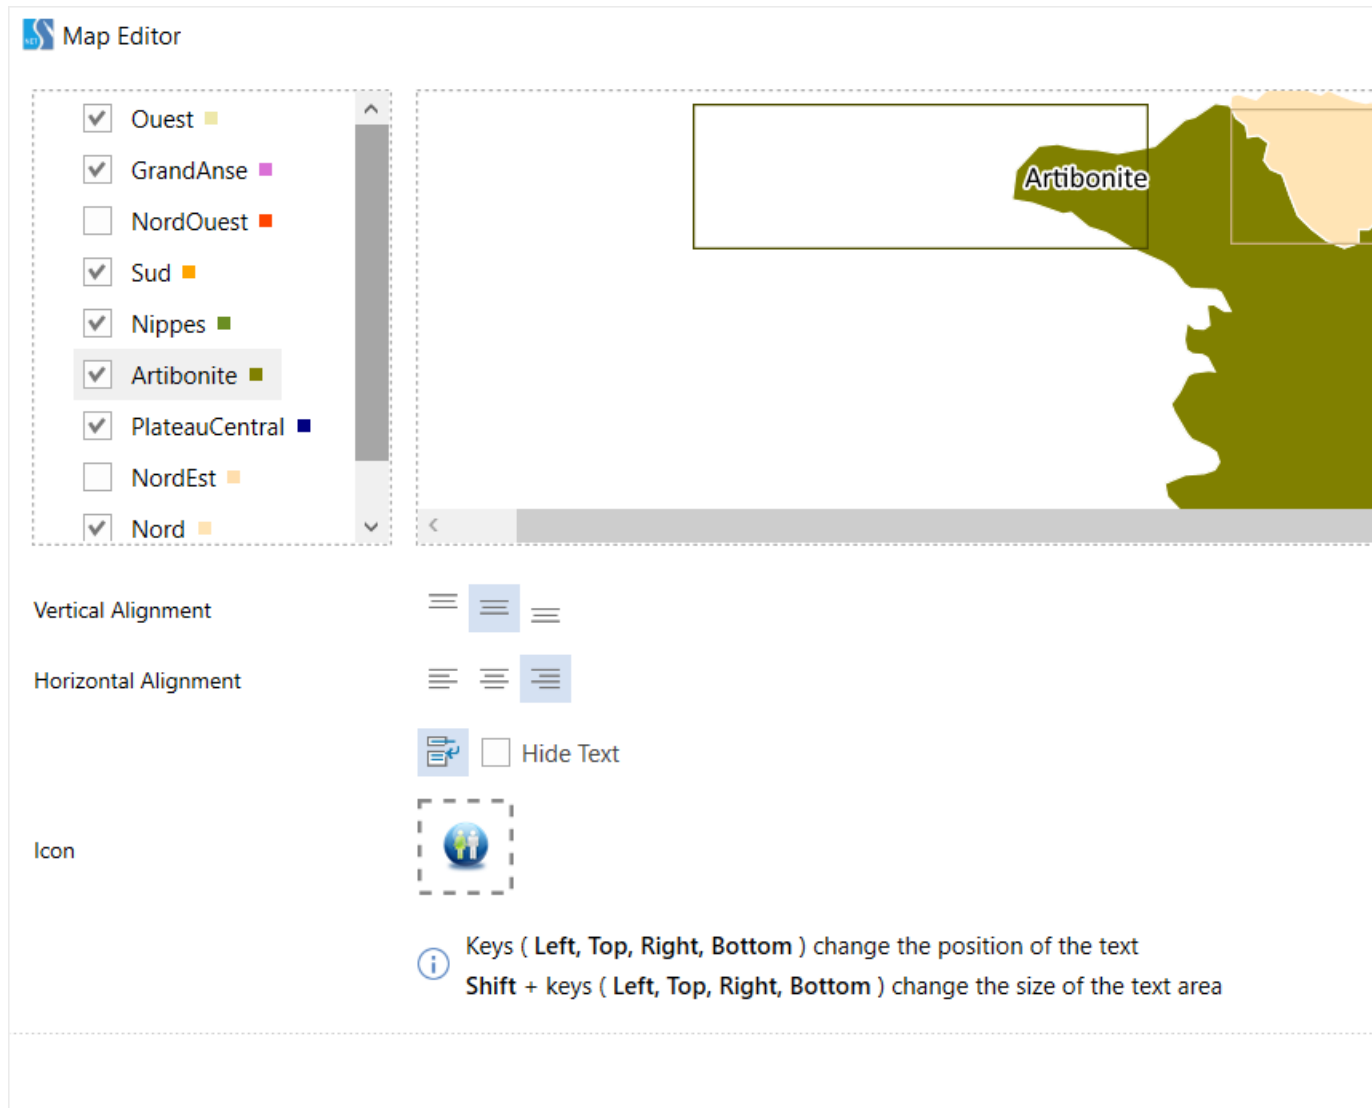 Map Editor
Ouest
GrandAnse
NordOuest
Sud
Nippes
Artibonite
PlateauCentral
NordEst
Nord
Artibonite
Vertical Alignment
Horizontal Alignment
Hide Text
Icon
Keys ( Left, Top, Right, Bottom ) change the position of the text
Shift + keys ( Left, Top, Right, Bottom ) change the size of the text area